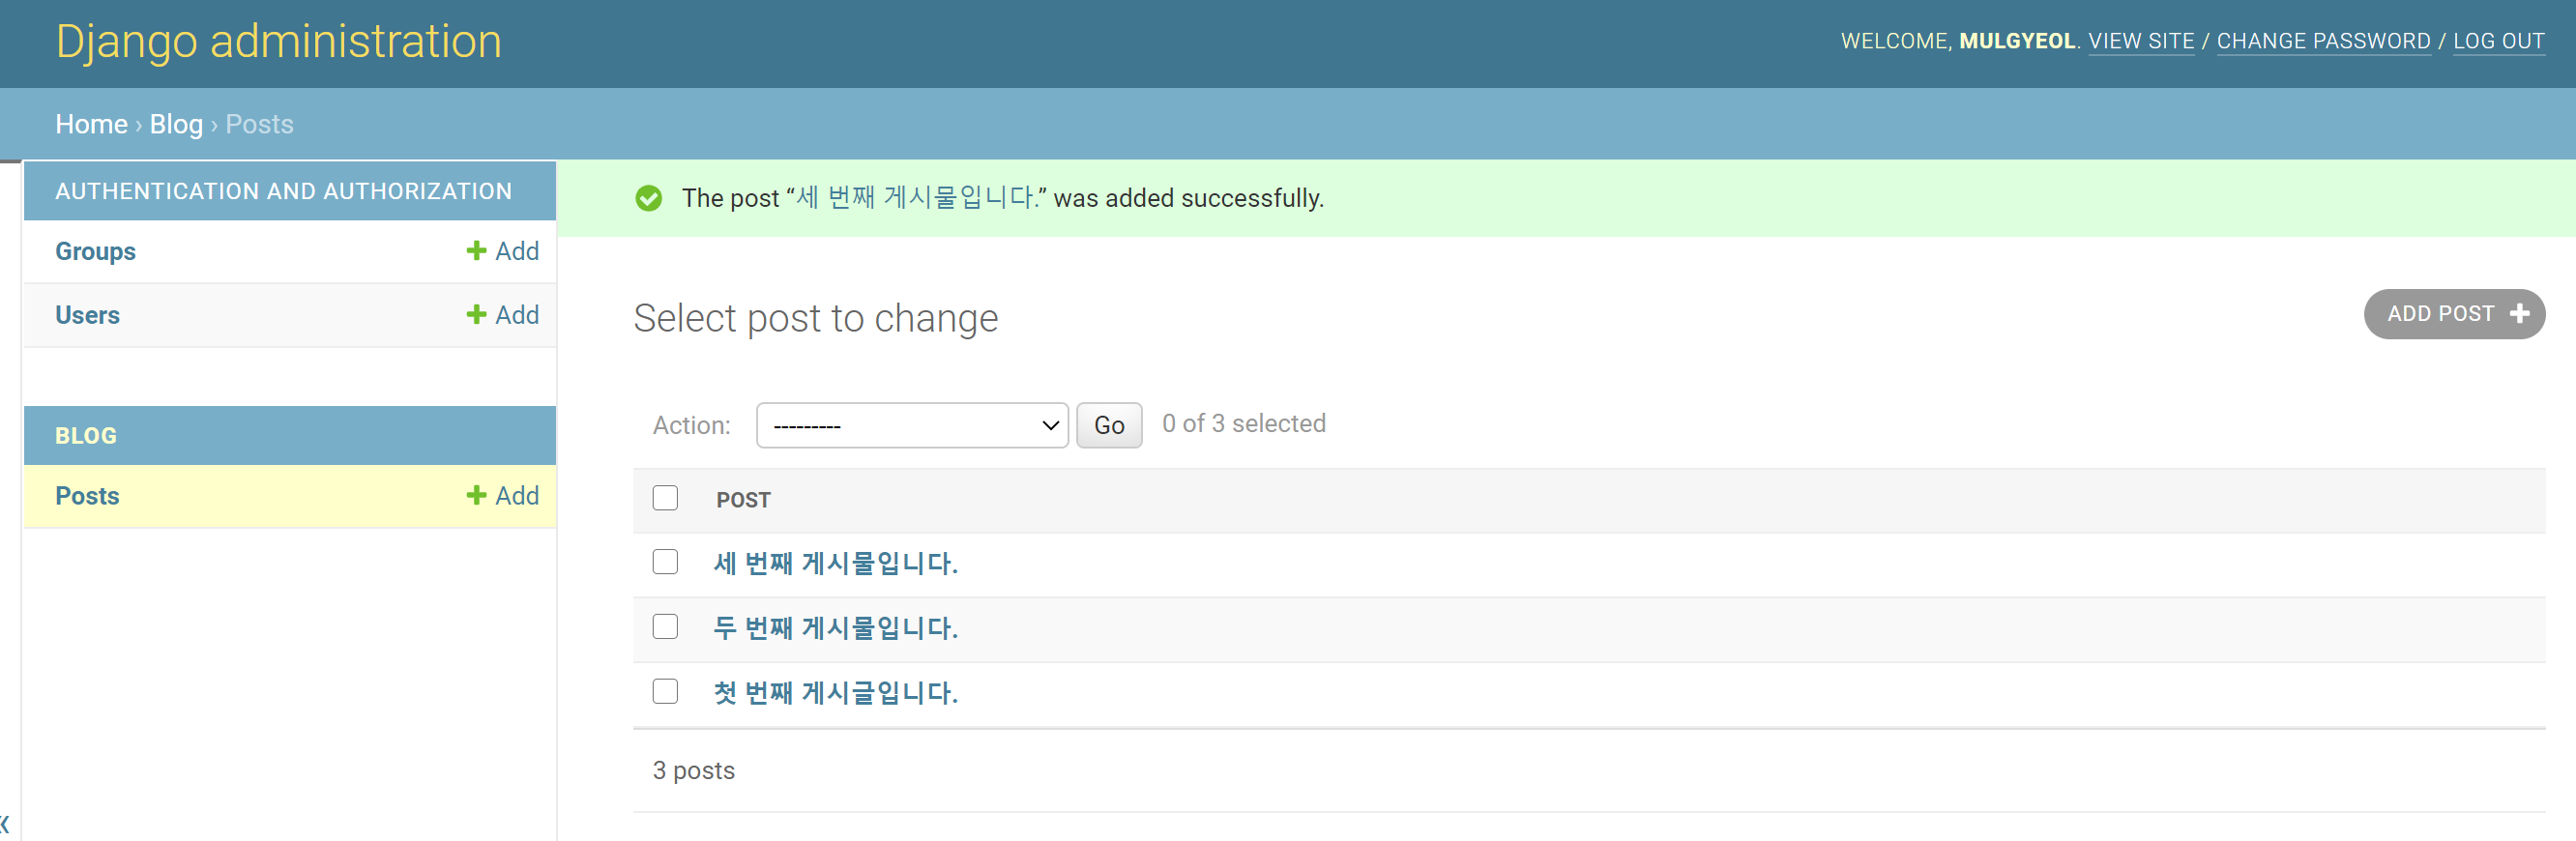 Django administration
WELCOME, MULGYEOL. VIEW SITE / CHANGE PASSWORD / LOG OUT
Home › Blog › Posts
AUTHENTICATION AND AUTHORIZATION
Groups + Add
Users + Add
BLOG
Posts + Add
The post “세 번째 게시물입니다.” was added successfully.
Select post to change
ADD POST +
Action: --------- Go 0 of 3 selected
POST
세 번째 게시물입니다.
두 번째 게시물입니다.
첫 번째 게시글입니다.
3 posts
«